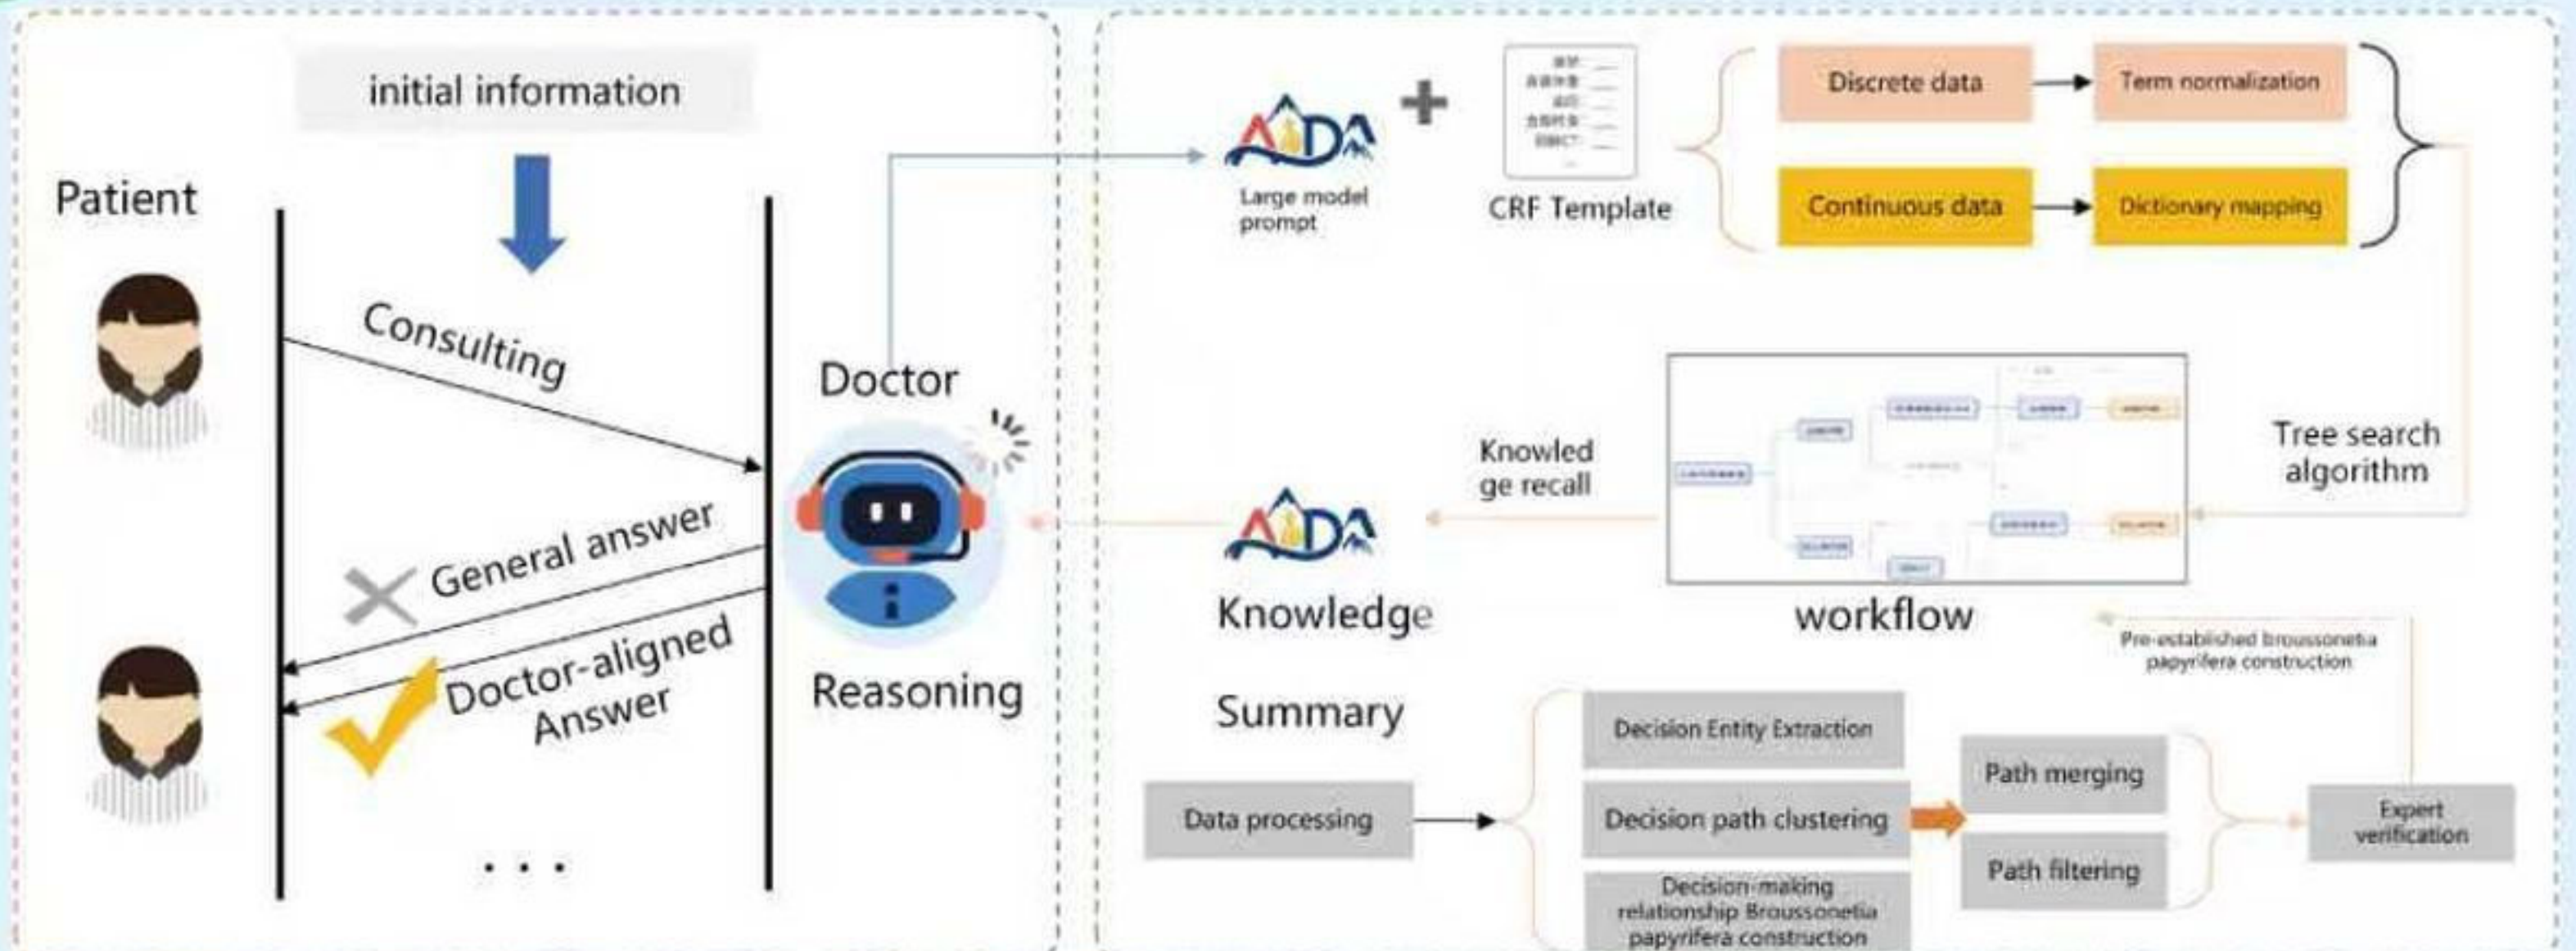 initial information
Patient
Consulting
General answer
Doctor-aligned
Answer
. . .
Doctor
Reasoning
ADA
Large model
prompt
CRF Template
Discrete data
Term normalization
Continuous data
Dictionary mapping
Tree search
algorithm
workflow
Knowled
ge recall
ADA
Knowledge
Summary
Pre-established broussonetia
papyrifera construction
Data processing
Decision Entity Extraction
Decision path clustering
Decision-making
relationship Broussonetia
papyrifera construction
Path merging
Path filtering
Expert
verification